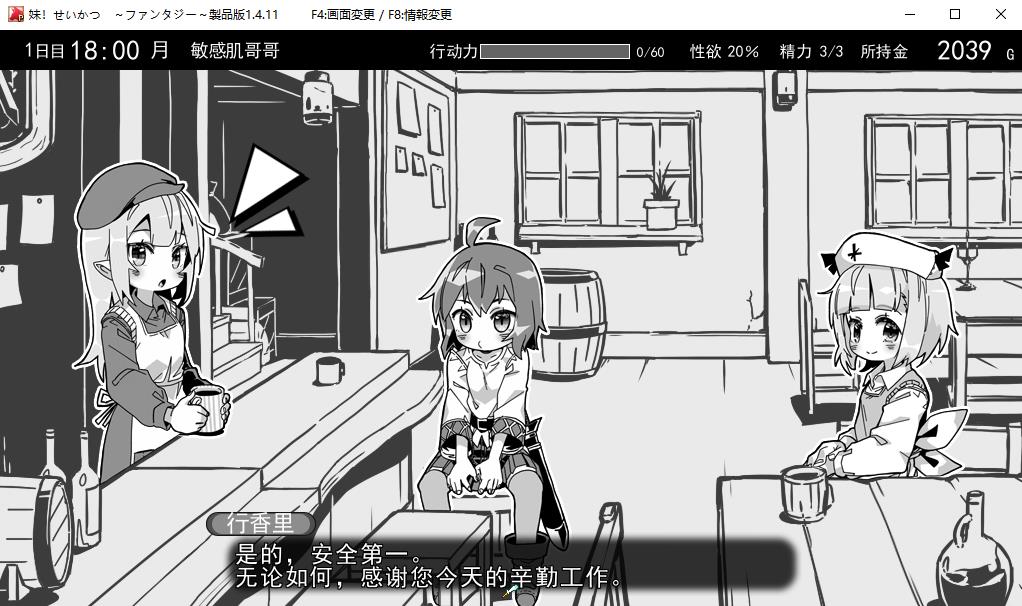 妹！せいかつ ～ファンタジー～製品版1.4.11 F4:画面変更 / F8:情報変更
1日目 18:00 月 敏感肌哥哥 行动力 0/60 性欲 20% 精力 3/3 所持金 2039 G
行香里
是的，安全第一。
无论如何，感谢您今天的辛勤工作。